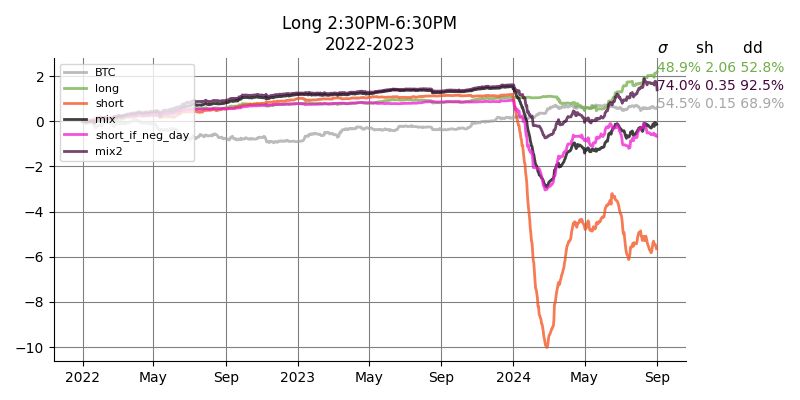 Long 2:30PM-6:30PM
2022-2023
σ sh dd
48.9% 2.06 52.8%
74.0% 0.35 92.5%
54.5% 0.15 68.9%
BTC
long
short
mix
short_if_neg_day
mix2
2
0
−2
−4
−6
−8
−10
2022 May Sep 2023 May Sep 2024 May Sep